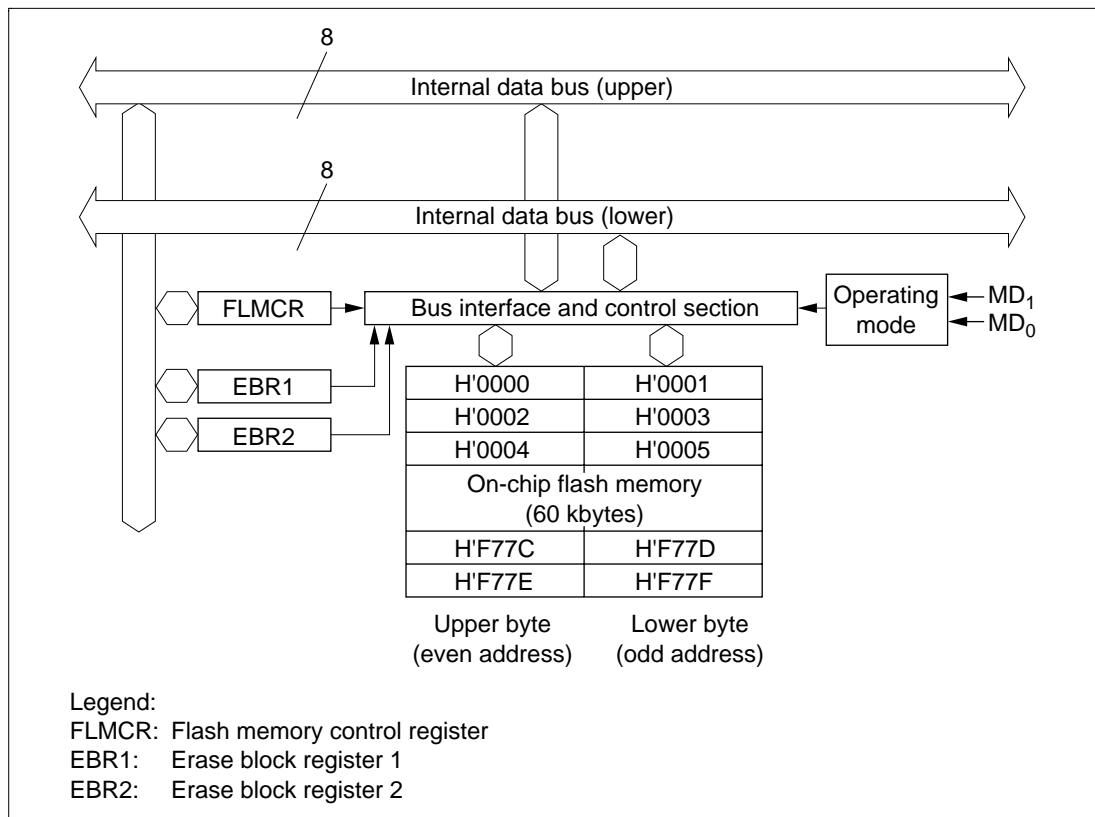 8
Internal data bus (upper)
8
Internal data bus (lower)
FLMCR
Bus interface and control section
Operating
mode
MD1
MD0
EBR1
EBR2
H'0000 H'0001
H'0002 H'0003
H'0004 H'0005
On-chip flash memory
(60 kbytes)
H'F77C H'F77D
H'F77E H'F77F
Upper byte
(even address)
Lower byte
(odd address)
Legend:
FLMCR: Flash memory control register
EBR1: Erase block register 1
EBR2: Erase block register 2